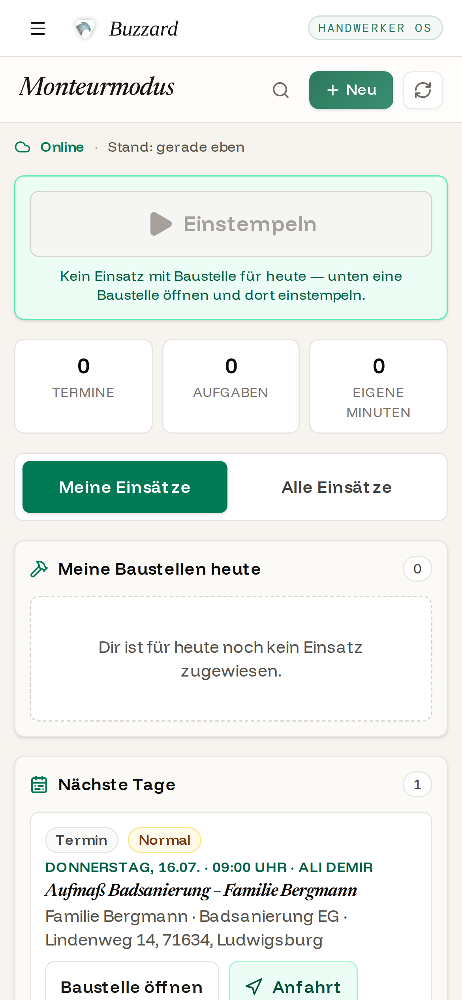 Buzzard
HANDWERKER OS
Monteurmodus
Neu
Online · Stand: gerade eben
Einstempeln
Kein Einsatz mit Baustelle für heute — unten eine
Baustelle öffnen und dort einstempeln.
0
TERMINE
0
AUFGABEN
0
EIGENE
MINUTEN
Meine Einsätze
Alle Einsätze
Meine Baustellen heute
0
Dir ist für heute noch kein Einsatz
zugewiesen.
Nächste Tage
1
Termin
Normal
DONNERSTAG, 16.07. · 09:00 UHR · ALI DEMIR
Aufmaß Badsanierung – Familie Bergmann
Familie Bergmann · Badsanierung EG ·
Lindenweg 14, 71634, Ludwigsburg
Baustelle öffnen
Anfahrt